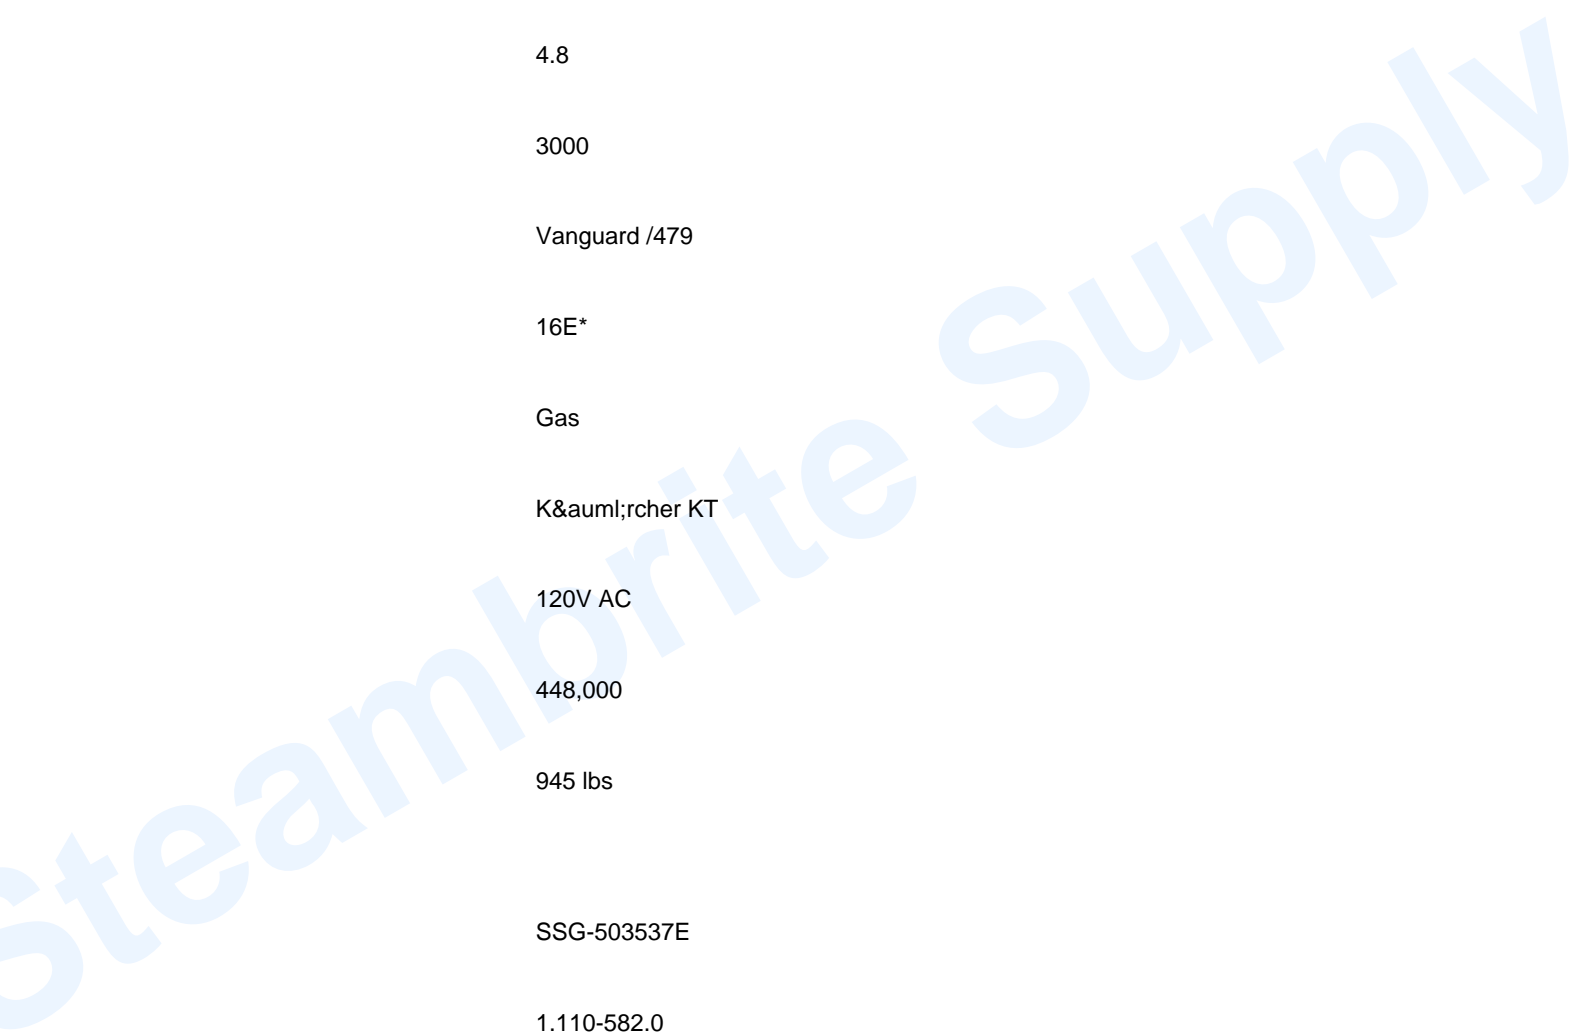 4.8
3000
Vanguard /479
16E*
Gas
K&auml;rcher KT
120V AC
448,000
945 lbs
SSG-503537E
1.110-582.0
Steambrite Supply